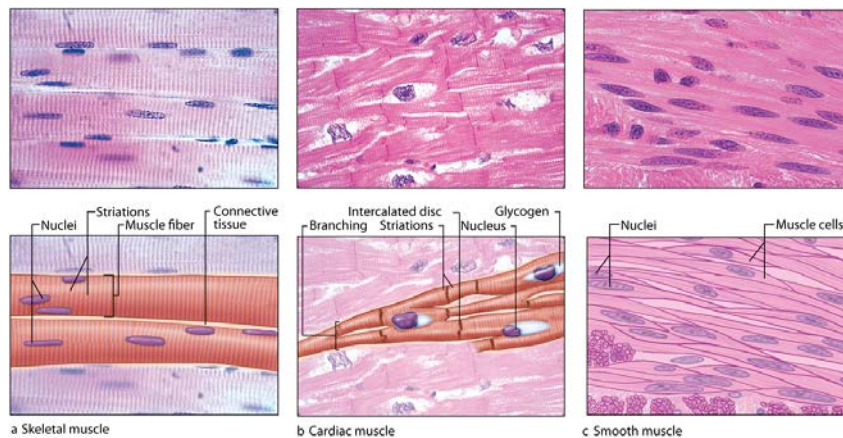 Nuclei
Striations
Muscle fiber
Connective
tissue
a Skeletal muscle
Branching
Intercalated disc
Striations
Nucleus
Glycogen
b Cardiac muscle
Nuclei
Muscle cells
c Smooth muscle